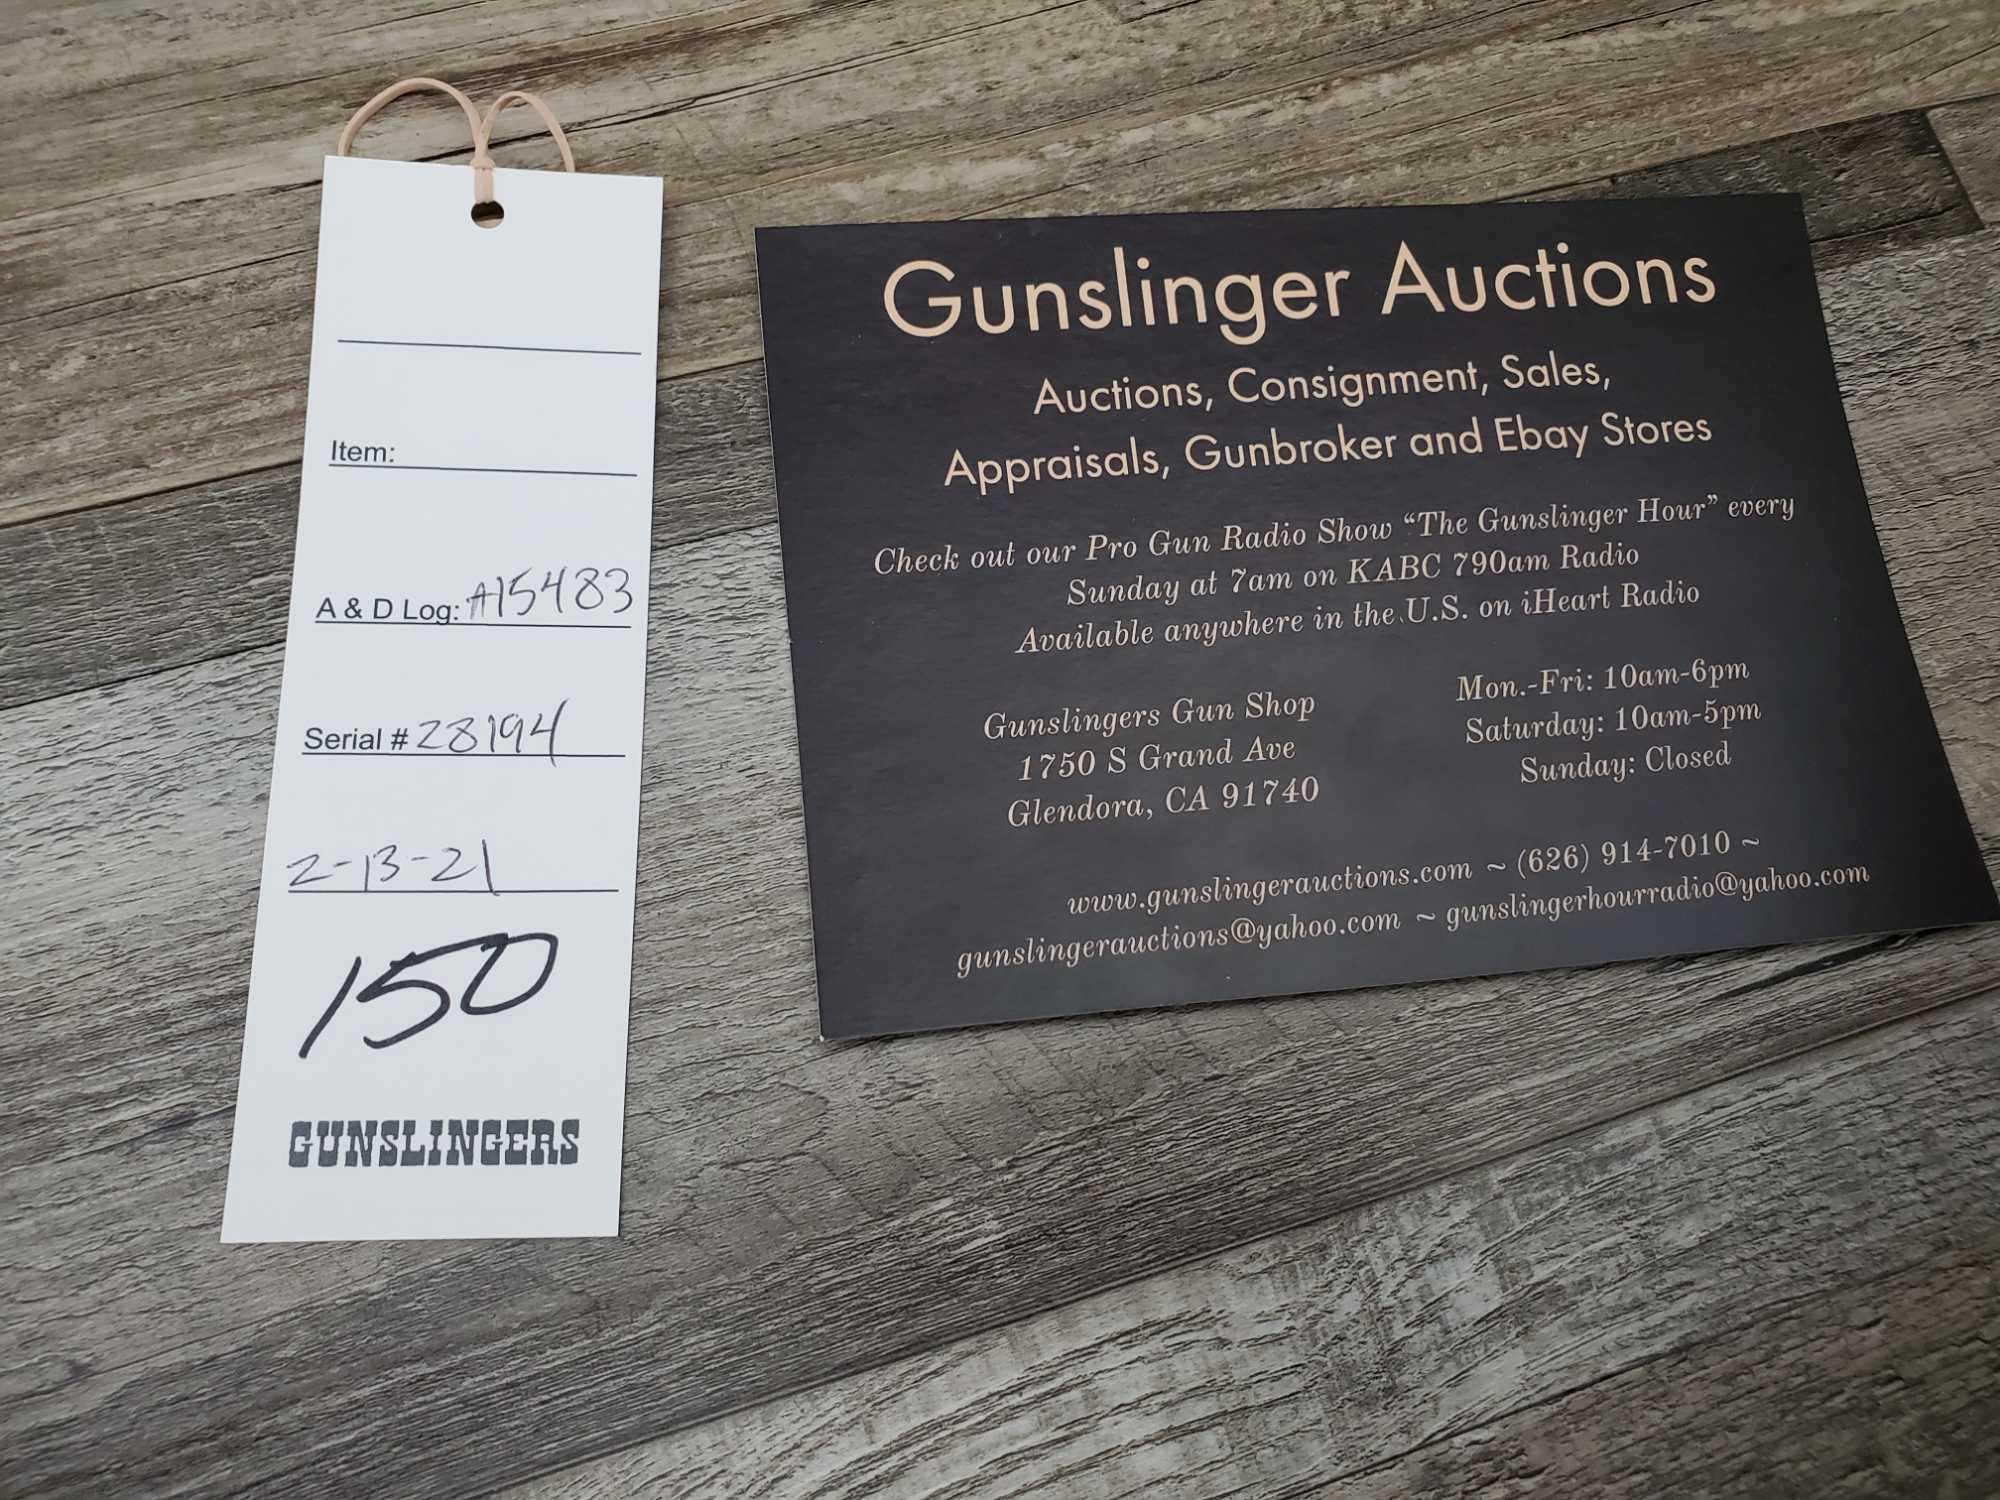 Item:
A & D Log: A15483
Serial # 28194
2-13-21
150
GUNSLINGERS
Gunslinger Auctions
Auctions, Consignment, Sales,
Appraisals, Gunbroker and Ebay Stores
Check out our Pro Gun Radio Show “The Gunslinger Hour” every
Sunday at 7am on KABC 790am Radio
Available anywhere in the U.S. on iHeart Radio
Gunslingers Gun Shop
1750 S Grand Ave
Glendora, CA 91740
Mon.-Fri: 10am-6pm
Saturday: 10am-5pm
Sunday: Closed
www.gunslingerauctions.com ~ (626) 914-7010 ~
gunslingerauctions@yahoo.com ~ gunslingerhourradio@yahoo.com